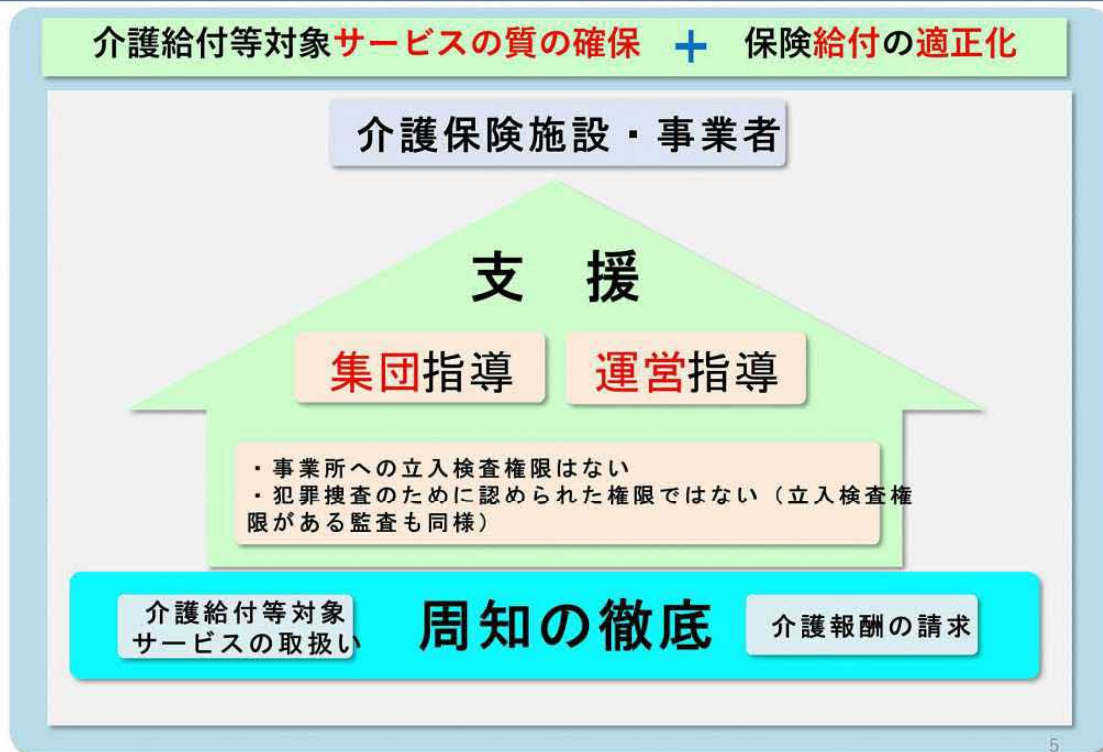 介護給付等対象サービスの質の確保 + 保険給付の適正化
介護保険施設・事業者
支 援
集団指導 運営指導
・事業所への立入検査権限はない
・犯罪捜査のために認められた権限ではない(立入検査権
限がある監査も同様)
介護給付等対象
サービスの取扱い
周知の徹底
介護報酬の請求
5